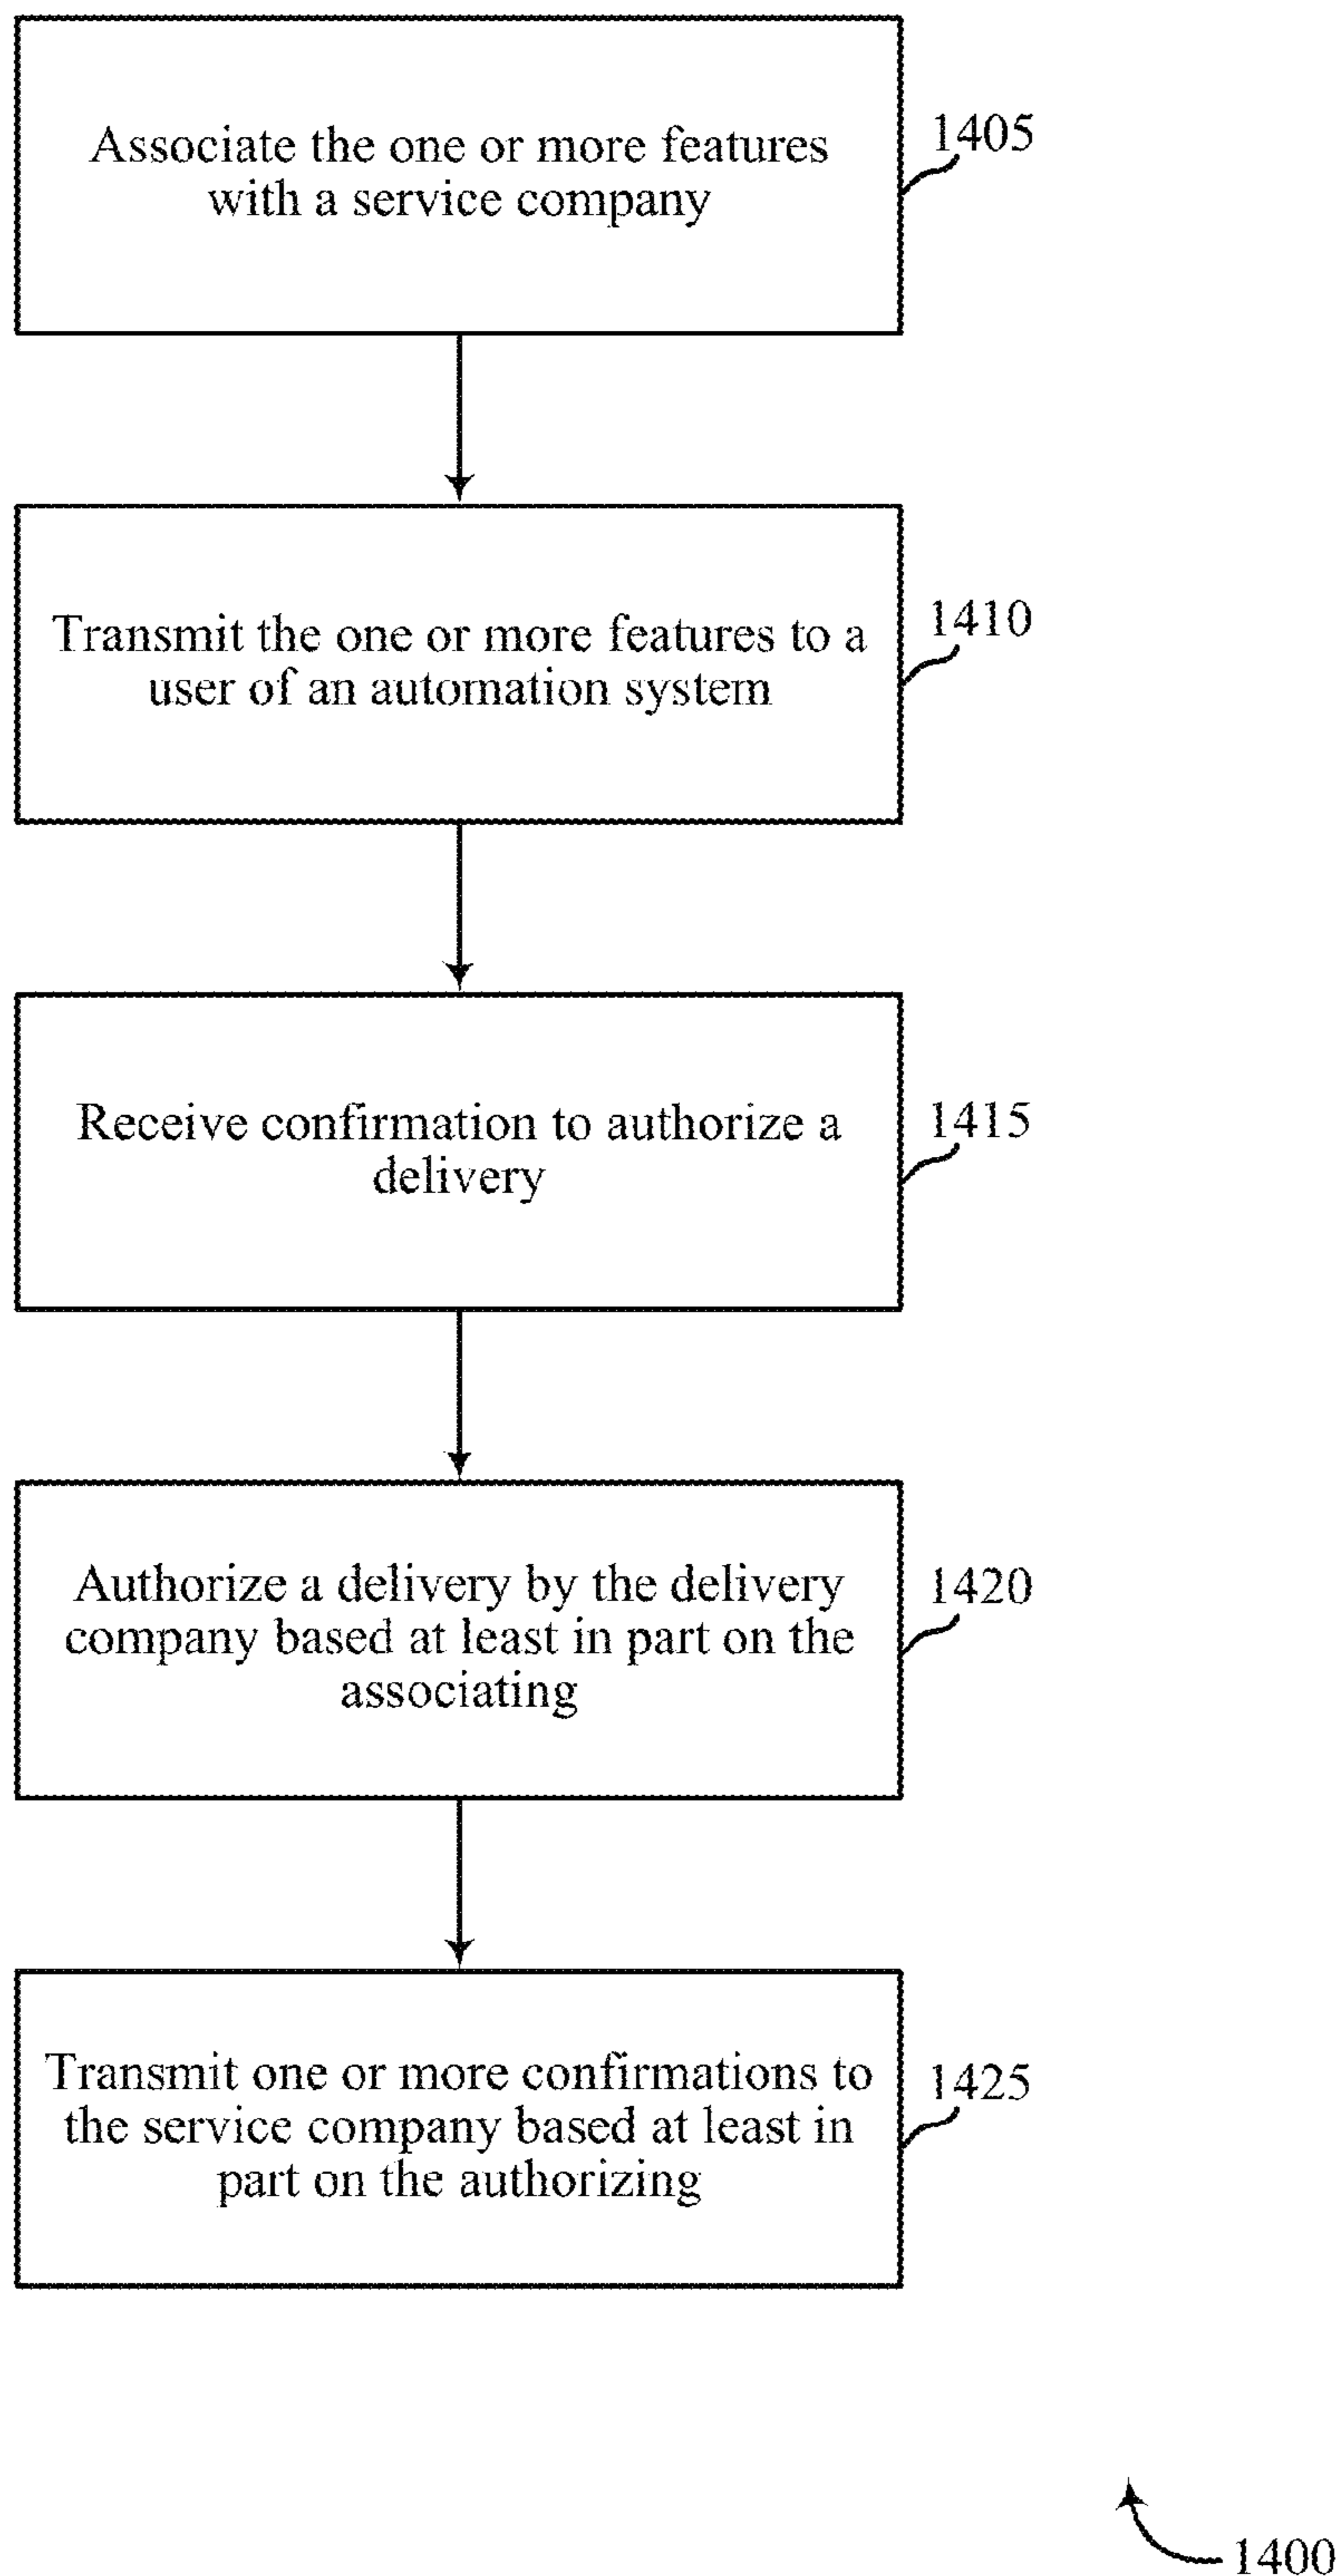 Associate the one or more features
with a service company
1405
Transmit the one or more features to a
user of an automation system
1410
Receive confirmation to authorize a
delivery
1415
Authorize a delivery by the delivery
company based at least in part on the
associating
1420
Transmit one or more confirmations to
the service company based at least in
part on the authorizing
1425
1400